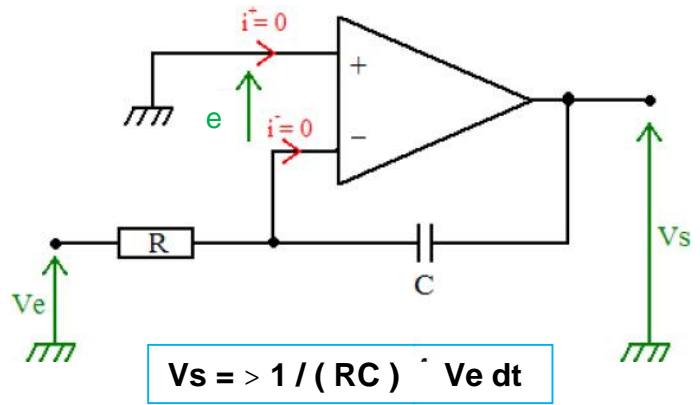 i⁺= 0
+
e
i⁻= 0
−
R
C
Ve
Vs
Vs = > 1 / ( RC ) ´ Ve dt